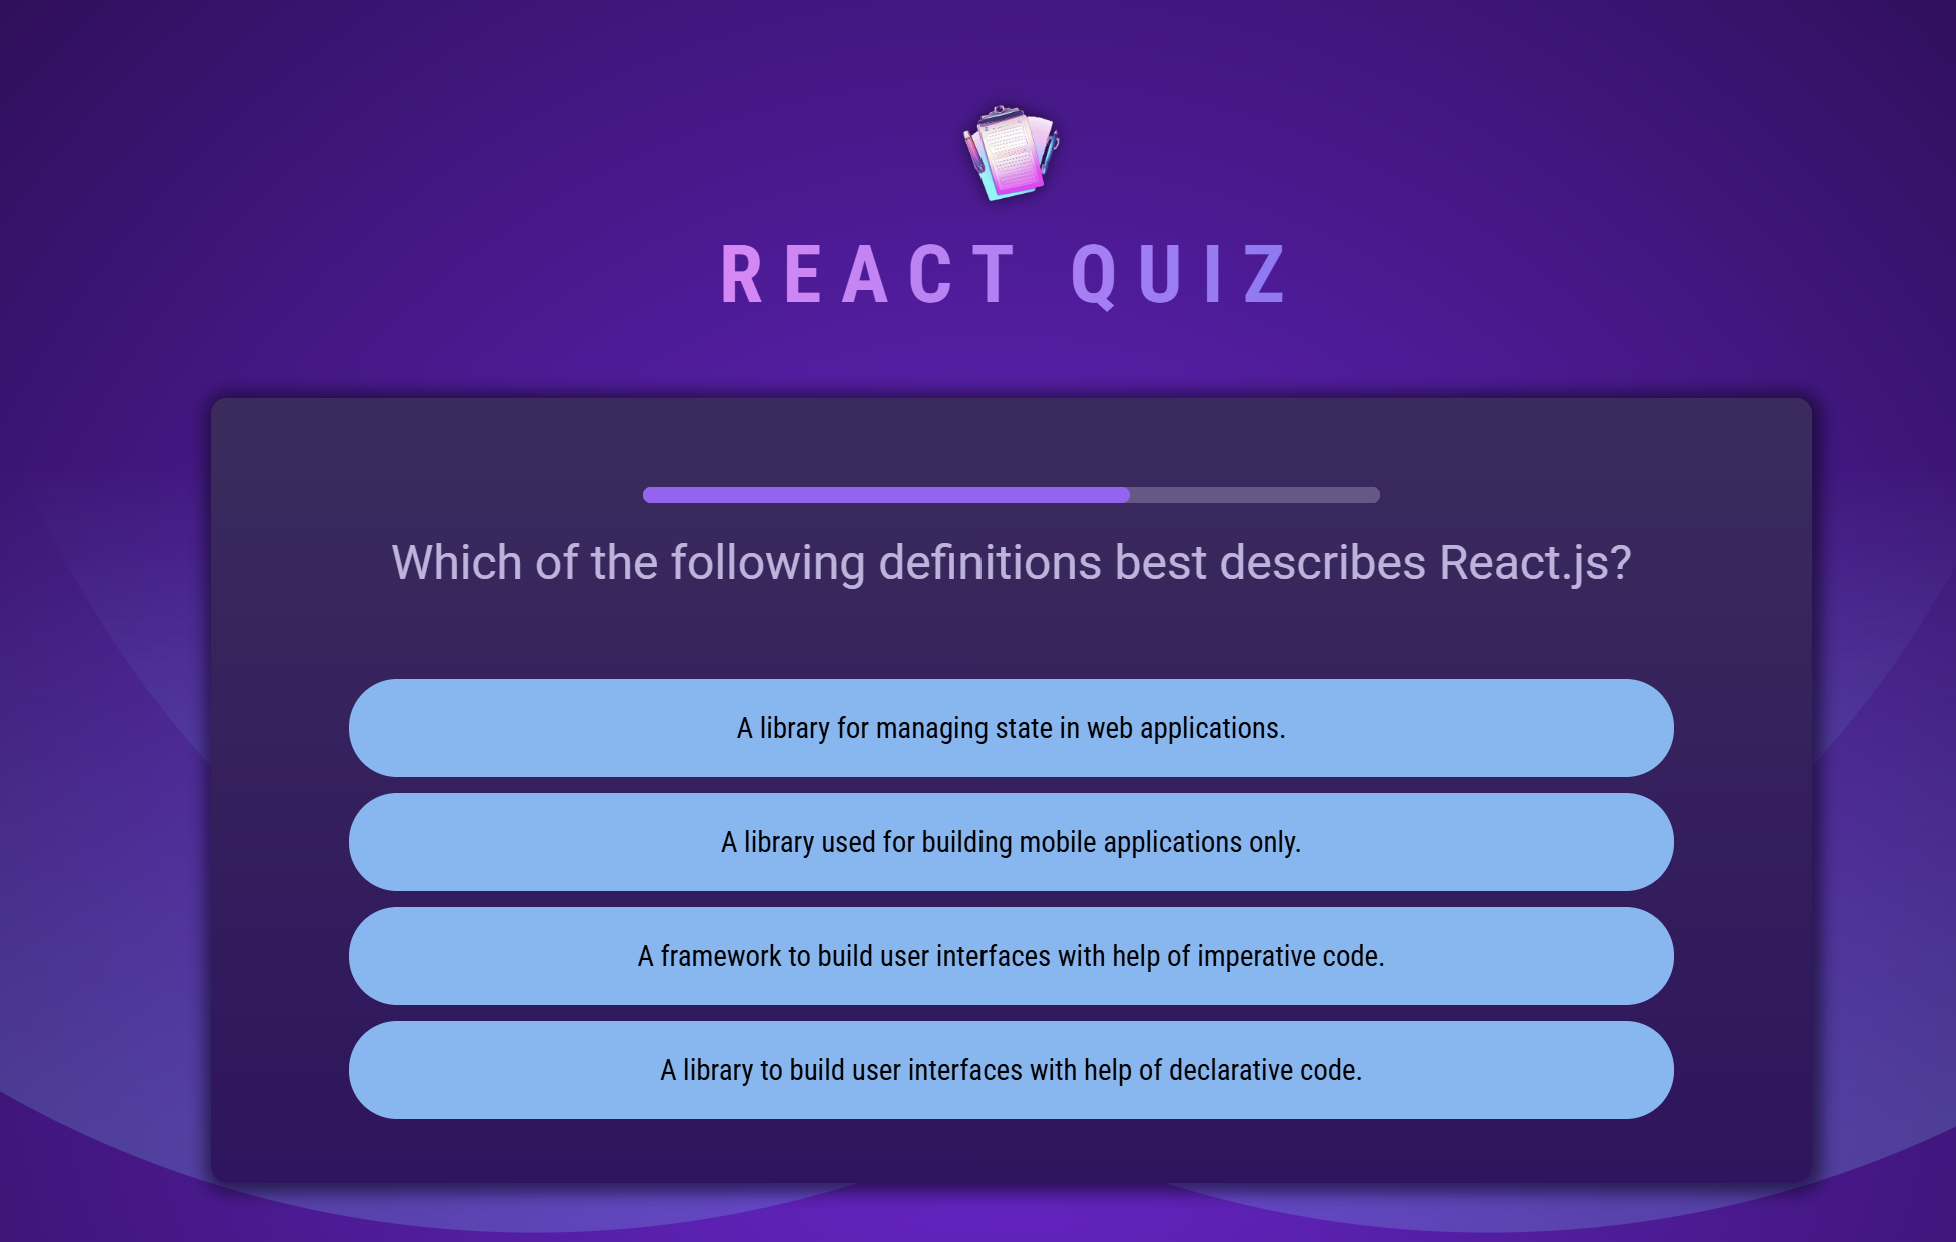 REACT QUIZ
Which of the following definitions best describes React.js?
A library for managing state in web applications.
A library used for building mobile applications only.
A framework to build user interfaces with help of imperative code.
A library to build user interfaces with help of declarative code.